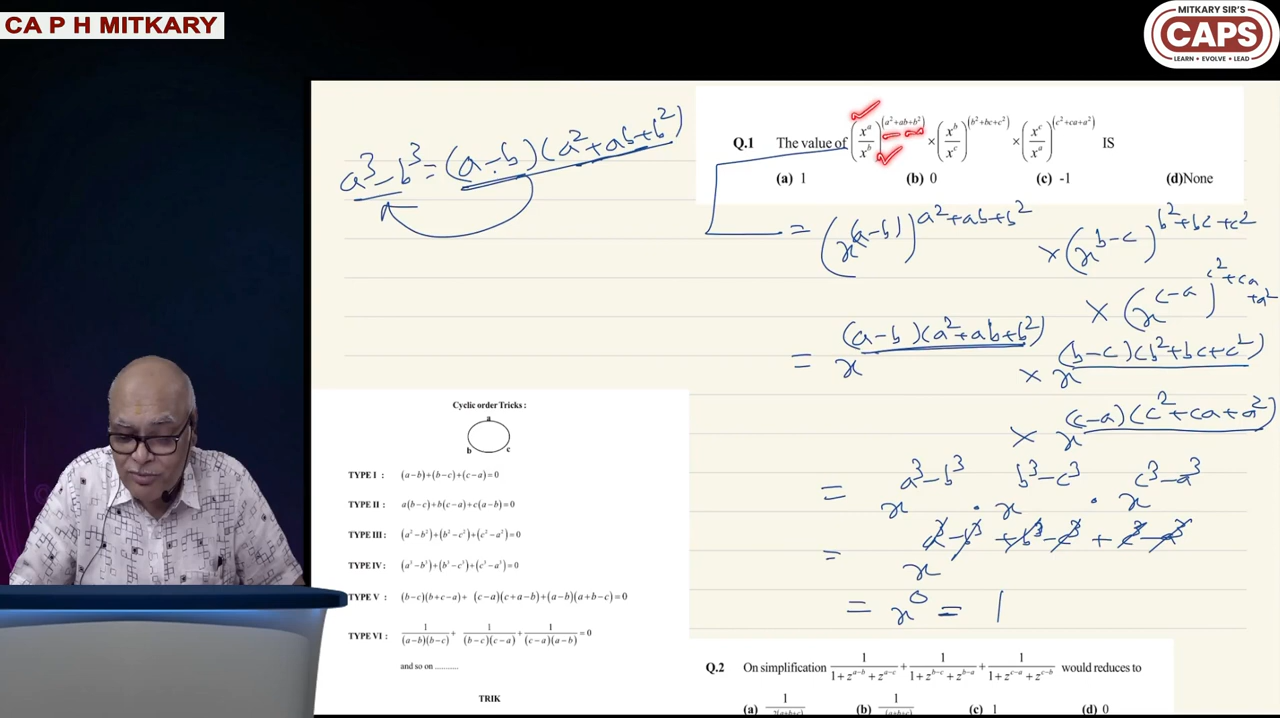 CA P H MITKARY
MITKARY SIR'S
CAPS
LEARN • EVOLVE • LEAD
a³ - b³ = (a - b)(a² + ab + b²)
Q.1 The value of (xᵃ/xᵇ)^(a²+ab+b²) × (xᵇ/xᶜ)^(b²+bc+c²) × (xᶜ/xᵃ)^(c²+ca+a²) IS
(a) 1 (b) 0 (c) -1 (d)None
= (x^(a-b))^(a²+ab+b²) × (x^(b-c))^(b²+bc+c²)
× (x^(c-a))^(c²+ca+a²)
= x^((a-b)(a²+ab+b²)) × x^((b-c)(b²+bc+c²))
× x^((c-a)(c²+ca+a²))
= x^(a³-b³) · x^(b³-c³) · x^(c³-a³)
= x^(a³-b³+b³-c³+c³-a³)
= x⁰ = 1
Cyclic order Tricks :
a
b c
TYPE I : (a-b)+(b-c)+(c-a)=0
TYPE II : a(b-c)+b(c-a)+c(a-b)=0
TYPE III : (a²-b²)+(b²-c²)+(c²-a²)=0
TYPE IV : (a³-b³)+(b³-c³)+(c³-a³)=0
TYPE V : (b-c)(b+c-a)+ (c-a)(c+a-b)+(a-b)(a+b-c)=0
TYPE VI : 1/((a-b)(b-c)) + 1/((b-c)(c-a)) + 1/((c-a)(a-b)) =0
and so on ...........
TRIK
Q.2 On simplification 1/(1+z^(a-b)+z^(a-c)) + 1/(1+z^(b-c)+z^(b-a)) + 1/(1+z^(c-a)+z^(c-b)) would reduces to
(a) 1 (b) 1 (c) 1 (d) 0